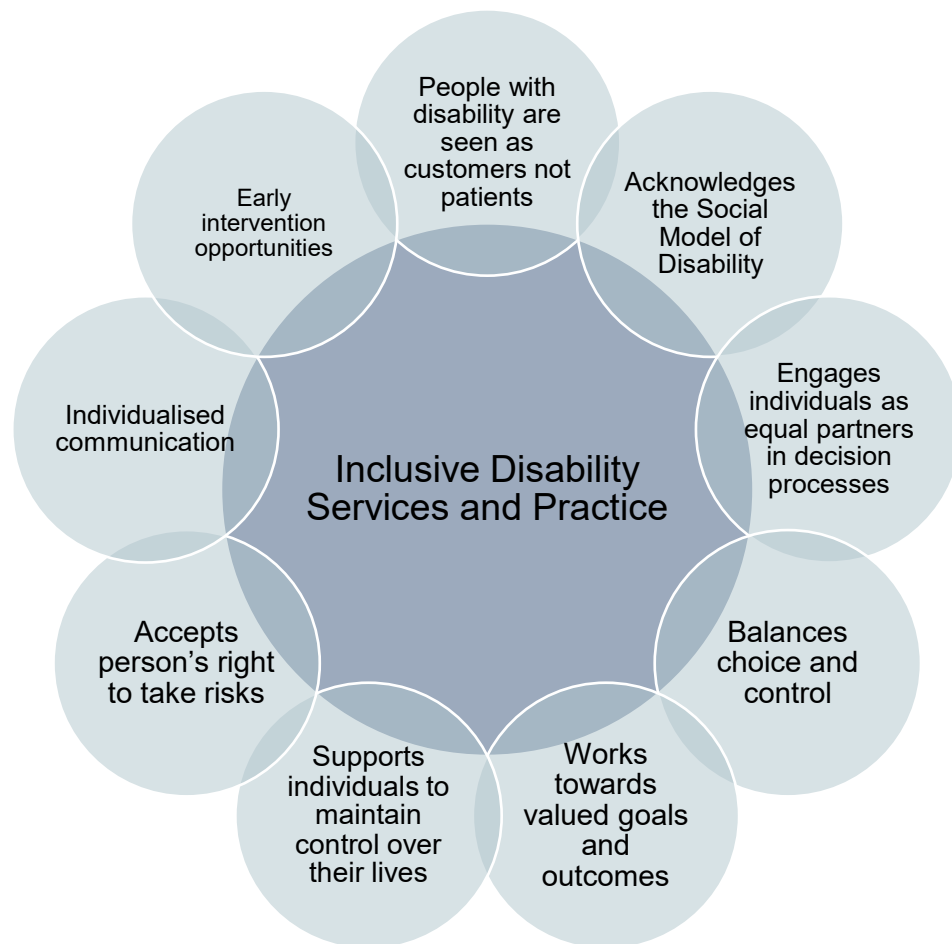 People with
disability are
seen as
customers not
patients
Acknowledges
the Social
Model of
Disability
Engages
individuals as
equal partners
in decision
processes
Balances
choice and
control
Works
towards
valued goals
and
outcomes
Supports
individuals to
maintain
control over
their lives
Accepts
person’s right
to take risks
Individualised
communication
Early
intervention
opportunities
Inclusive Disability
Services and Practice